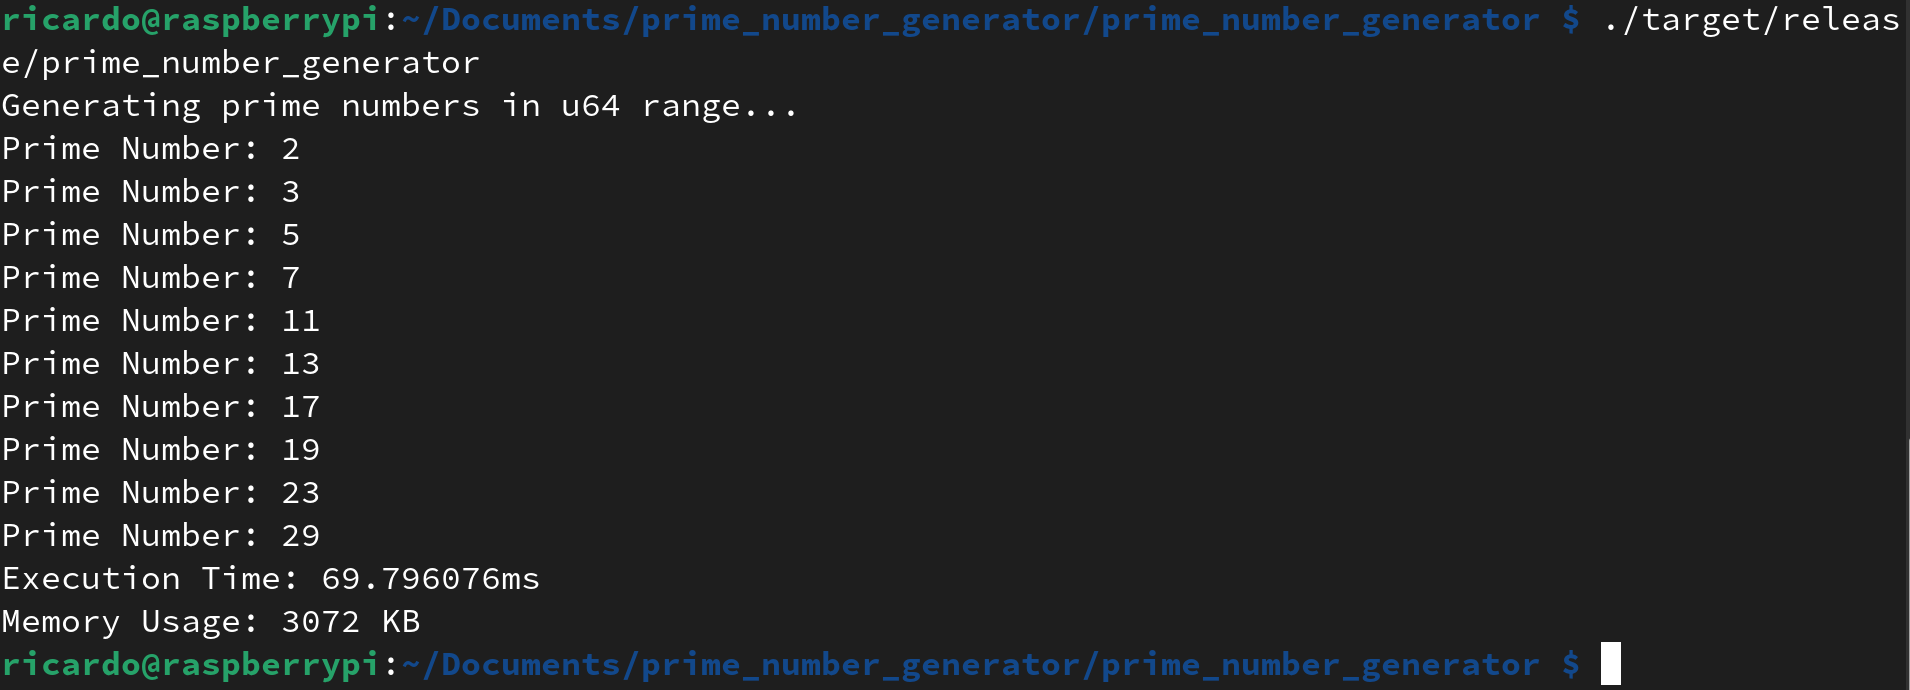 ricardo@raspberrypi:~/Documents/prime_number_generator/prime_number_generator $ ./target/releas
e/prime_number_generator
Generating prime numbers in u64 range...
Prime Number: 2
Prime Number: 3
Prime Number: 5
Prime Number: 7
Prime Number: 11
Prime Number: 13
Prime Number: 17
Prime Number: 19
Prime Number: 23
Prime Number: 29
Execution Time: 69.796076ms
Memory Usage: 3072 KB
ricardo@raspberrypi:~/Documents/prime_number_generator/prime_number_generator $